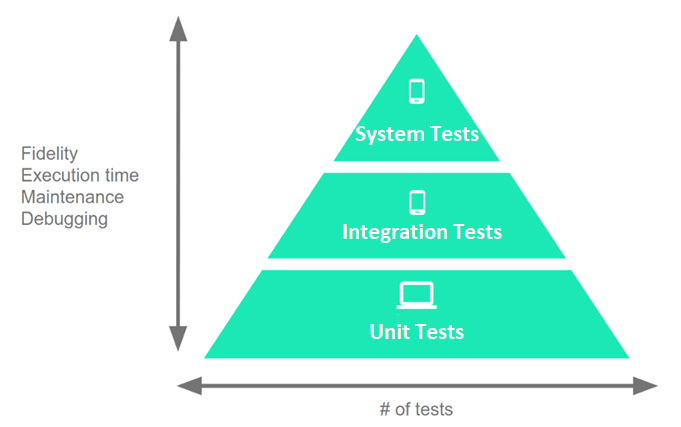 System Tests
Fidelity
Execution time
Maintenance
Debugging
Integration Tests
Unit Tests
# of tests